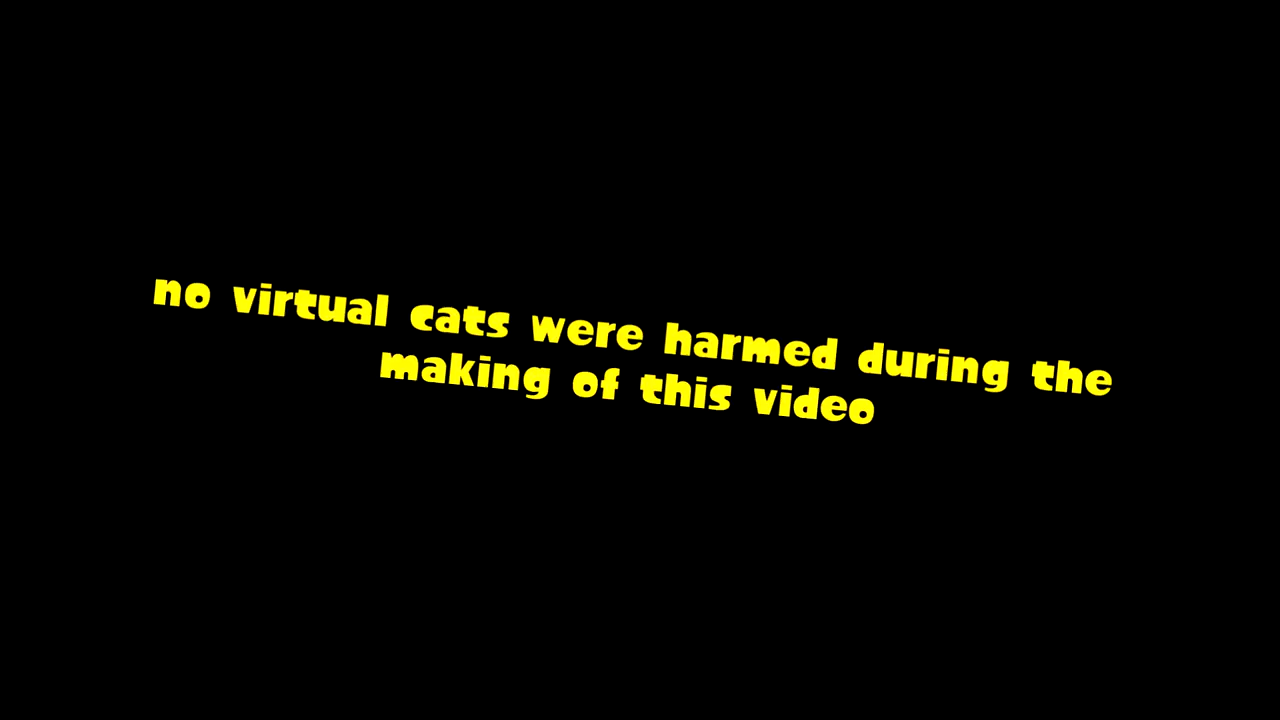 no virtual cats were harmed during the
making of this video